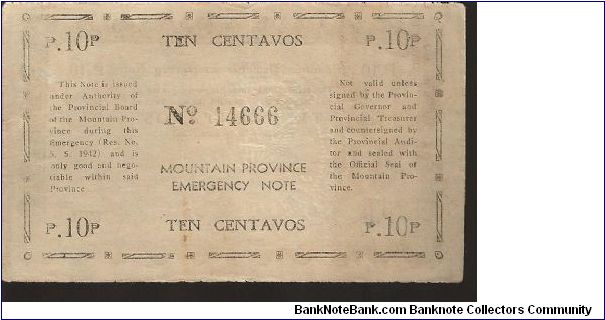 P.10P TEN CENTAVOS P.10P
This Note is issued
under Authority of
the Provincial Board
of the Mountain Pro-
vince during this
Emergency (Res. No.
5. S. 1942) and is
only good and nego-
tiable within said
Province
No 14666
MOUNTAIN PROVINCE
EMERGENCY NOTE
Not valid unless
signed by the Provin-
cial Governor and
Provincial Treasurer
and countersigned by
the Provincial Audi-
tor and sealed with
the Official Seal of
the Mountain Pro-
vince.
P.10P TEN CENTAVOS P.10P
BankNoteBank.com Banknote Collectors Community